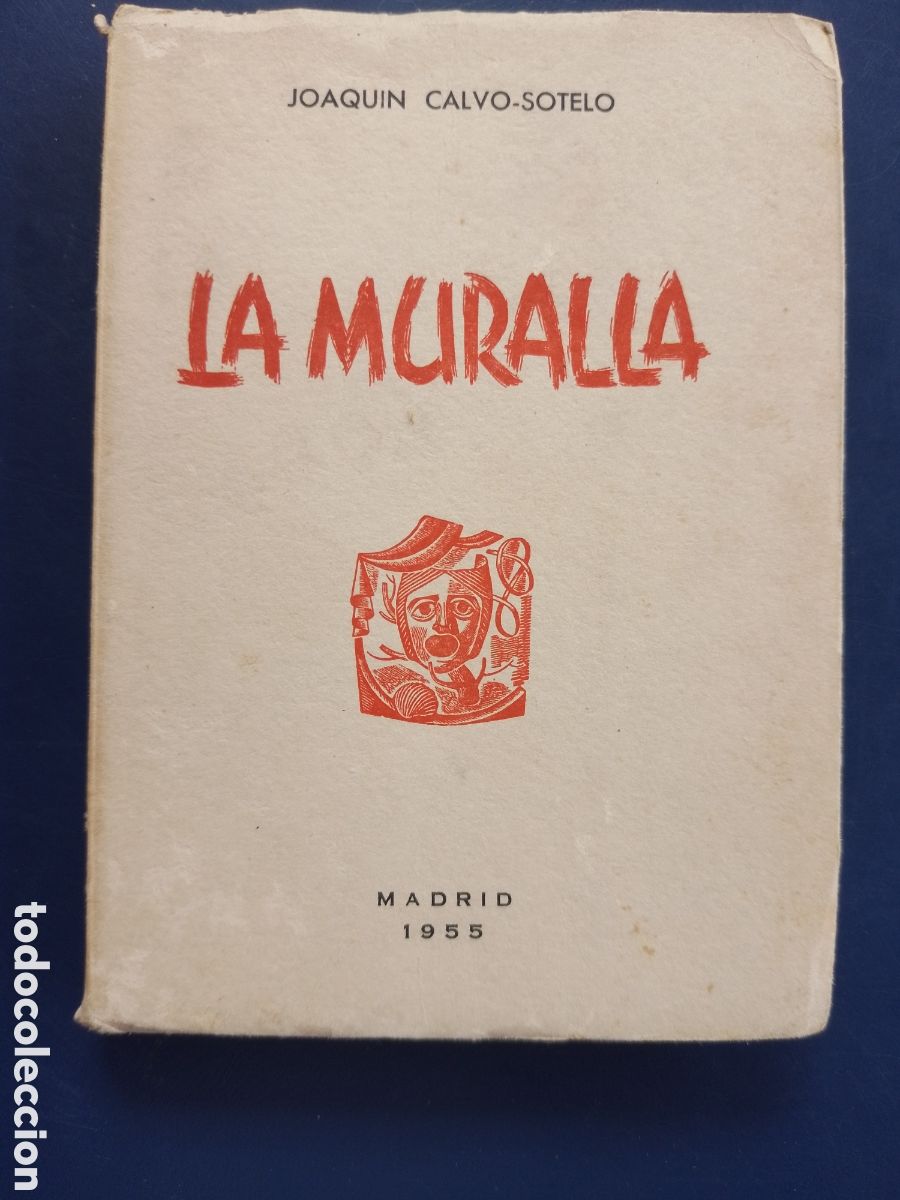 JOAQUIN CALVO-SOTELO
LA MURALLA
MADRID
1955
todocoleccion